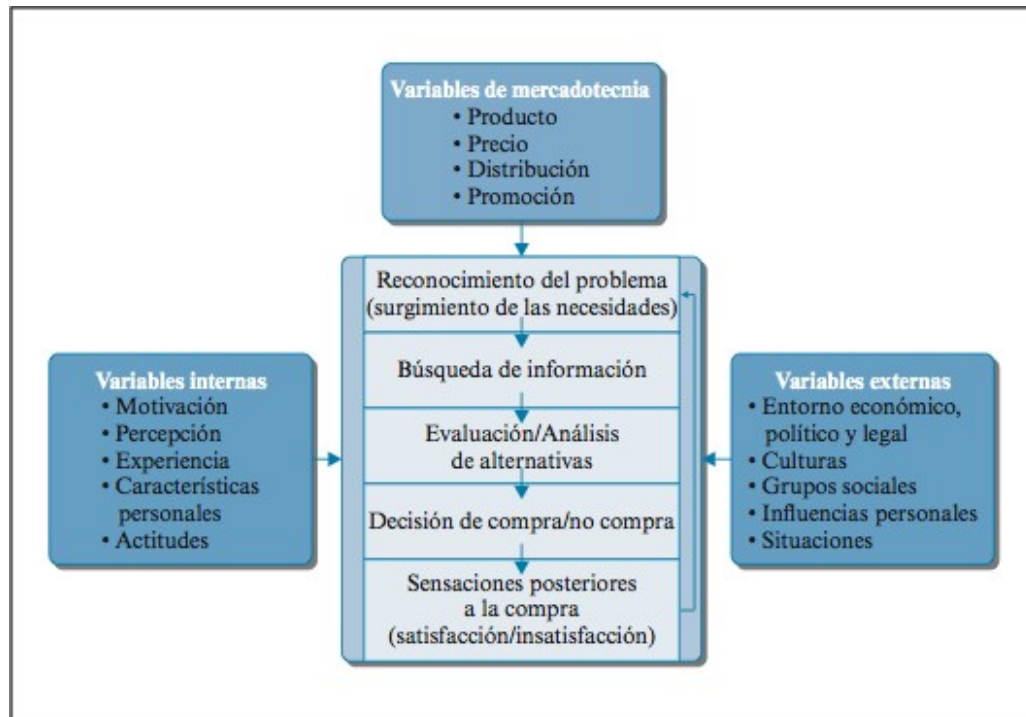 Variables de mercadotecnia
• Producto
• Precio
• Distribución
• Promoción
Reconocimiento del problema
(surgimiento de las necesidades)
Búsqueda de información
Evaluación/Análisis
de alternativas
Decisión de compra/no compra
Sensaciones posteriores
a la compra
(satisfacción/insatisfacción)
Variables internas
• Motivación
• Percepción
• Experiencia
• Características
personales
• Actitudes
Variables externas
• Entorno económico,
político y legal
• Culturas
• Grupos sociales
• Influencias personales
• Situaciones